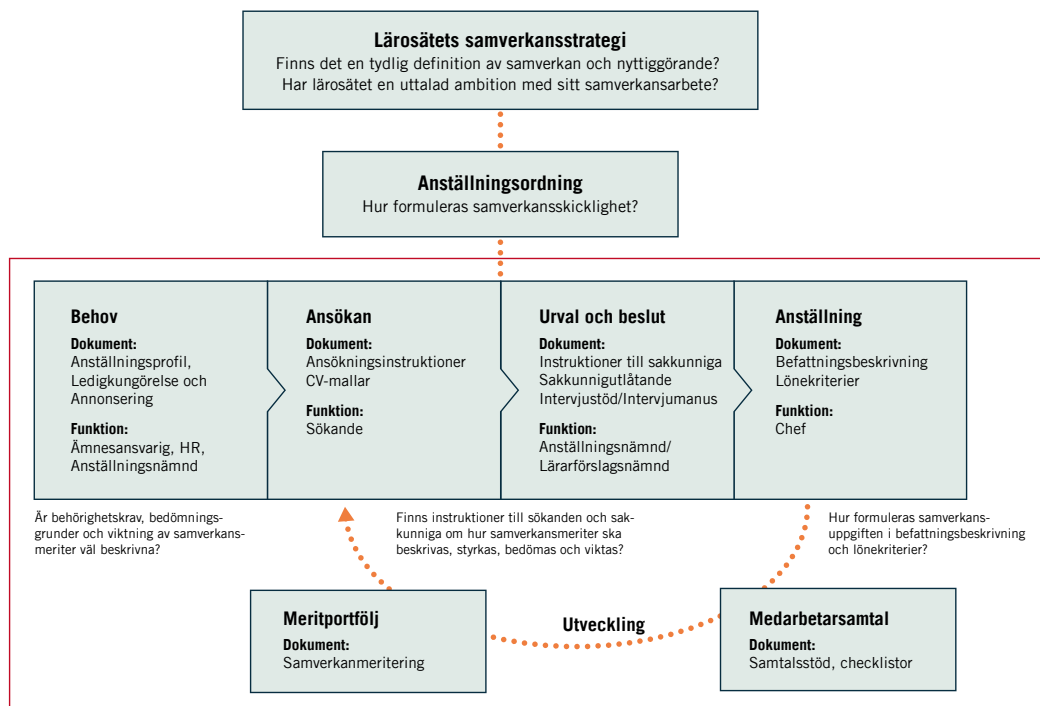 Lärosätets samverkansstrategi
Finns det en tydlig definition av samverkan och nyttiggörande?
Har lärosätet en uttalad ambition med sitt samverkansarbete?
Anställningsordning
Hur formuleras samverkansskicklighet?
Behov
Dokument:
Anställningsprofil,
Ledigkungörelse och
Annonsering
Funktion:
Ämnesansvarig, HR,
Anställningsnämnd
Ansökan
Dokument:
Ansökningsinstruktioner
CV-mallar
Funktion:
Sökande
Urval och beslut
Dokument:
Instruktioner till sakkunniga
Sakkunnigutlåtande
Intervjustöd/Intervjumanus
Funktion:
Anställningsnämnd/
Lärarförslagsnämnd
Anställning
Dokument:
Befattningsbeskrivning
Lönekriterier
Funktion:
Chef
Är behörighetskrav, bedömnings-
grunder och viktning av samverkans-
meriter väl beskrivna?
Finns instruktioner till sökanden och sak-
kunniga om hur samverkansmeriter ska
beskrivas, styrkas, bedömas och viktas?
Hur formuleras samverkans-
uppgiften i befattningsbeskrivning
och lönekriterier?
Meritportfölj
Dokument:
Samverkanmeritering
Utveckling
Medarbetarsamtal
Dokument:
Samtalsstöd, checklistor